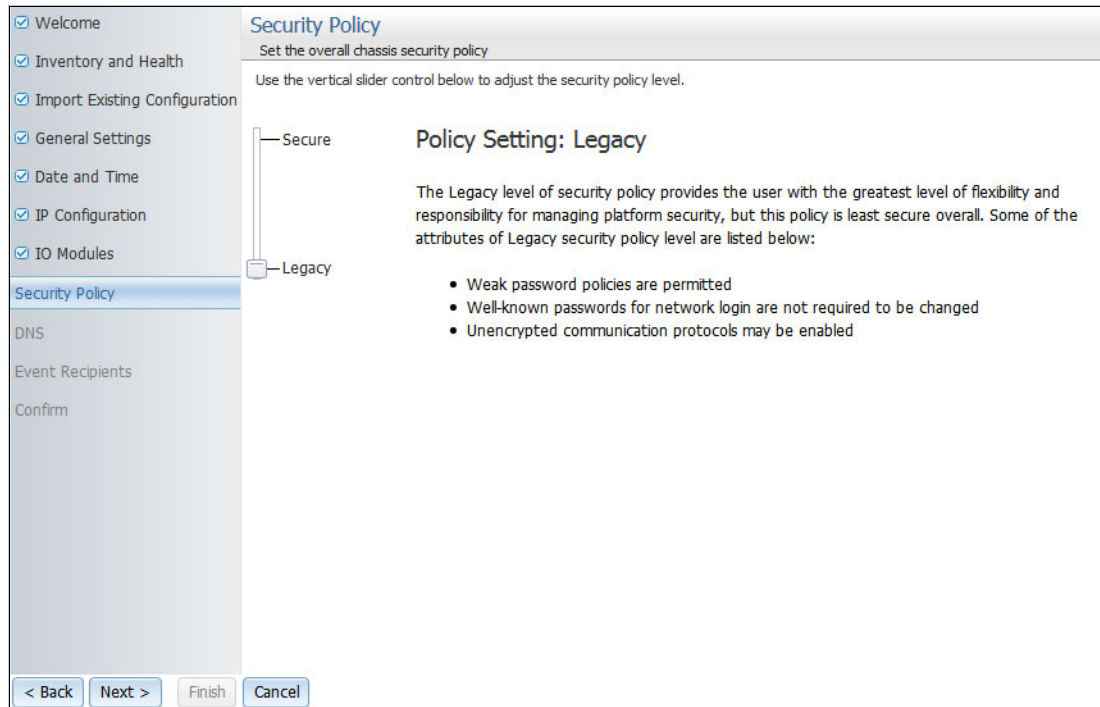 Welcome
Inventory and Health
Import Existing Configuration
General Settings
Date and Time
IP Configuration
IO Modules
Security Policy
DNS
Event Recipients
Confirm
Security Policy
Set the overall chassis security policy
Use the vertical slider control below to adjust the security policy level.
Secure
Legacy
Policy Setting: Legacy
The Legacy level of security policy provides the user with the greatest level of flexibility and
responsibility for managing platform security, but this policy is least secure overall. Some of the
attributes of Legacy security policy level are listed below:
• Weak password policies are permitted
• Well-known passwords for network login are not required to be changed
• Unencrypted communication protocols may be enabled
< Back Next > Finish Cancel